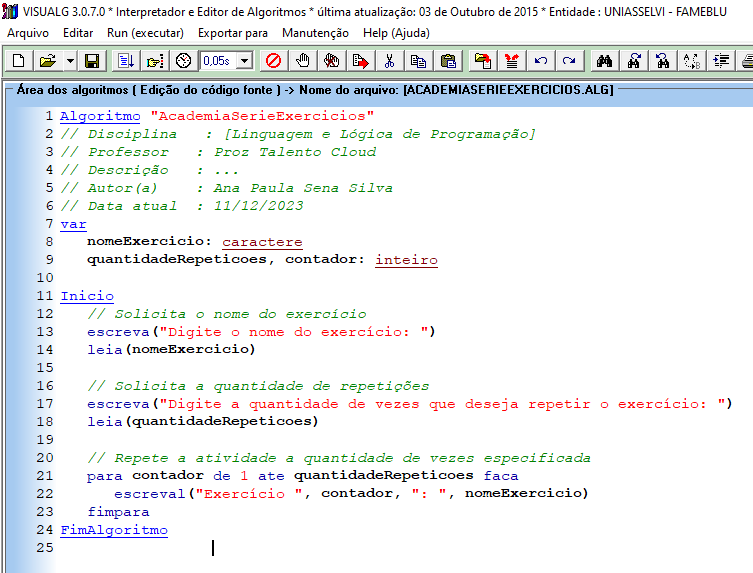 VISUALG 3.0.7.0 * Interpretador e Editor de Algoritmos * última atualização: 03 de Outubro de 2015 * Entidade : UNIASSELVI - FAMEBLU
Arquivo Editar Run (executar) Exportar para Manutenção Help (Ajuda)
0,05s
Área dos algoritmos ( Edição do código fonte ) -> Nome do arquivo: [ACADEMIASERIEEXERCICIOS.ALG]
1 Algoritmo "AcademiaSerieExercicios"
2 // Disciplina   : [Linguagem e Lógica de Programação]
3 // Professor   : Proz Talento Cloud
4 // Descrição   : ...
5 // Autor(a)    : Ana Paula Sena Silva
6 // Data atual  : 11/12/2023
7 var
8    nomeExercicio: caractere
9    quantidadeRepeticoes, contador: inteiro
10
11 Inicio
12    // Solicita o nome do exercício
13    escreva("Digite o nome do exercício: ")
14    leia(nomeExercicio)
15
16    // Solicita a quantidade de repetições
17    escreva("Digite a quantidade de vezes que deseja repetir o exercício: ")
18    leia(quantidadeRepeticoes)
19
20    // Repete a atividade a quantidade de vezes especificada
21    para contador de 1 ate quantidadeRepeticoes faca
22       escreval("Exercício ", contador, ": ", nomeExercicio)
23    fimpara
24 FimAlgoritmo
25